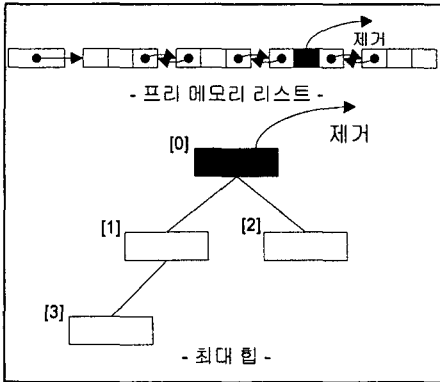 제거
- 프리 메모리 리스트 -
[0]
제거
[1]
[2]
[3]
- 최대 힙 -